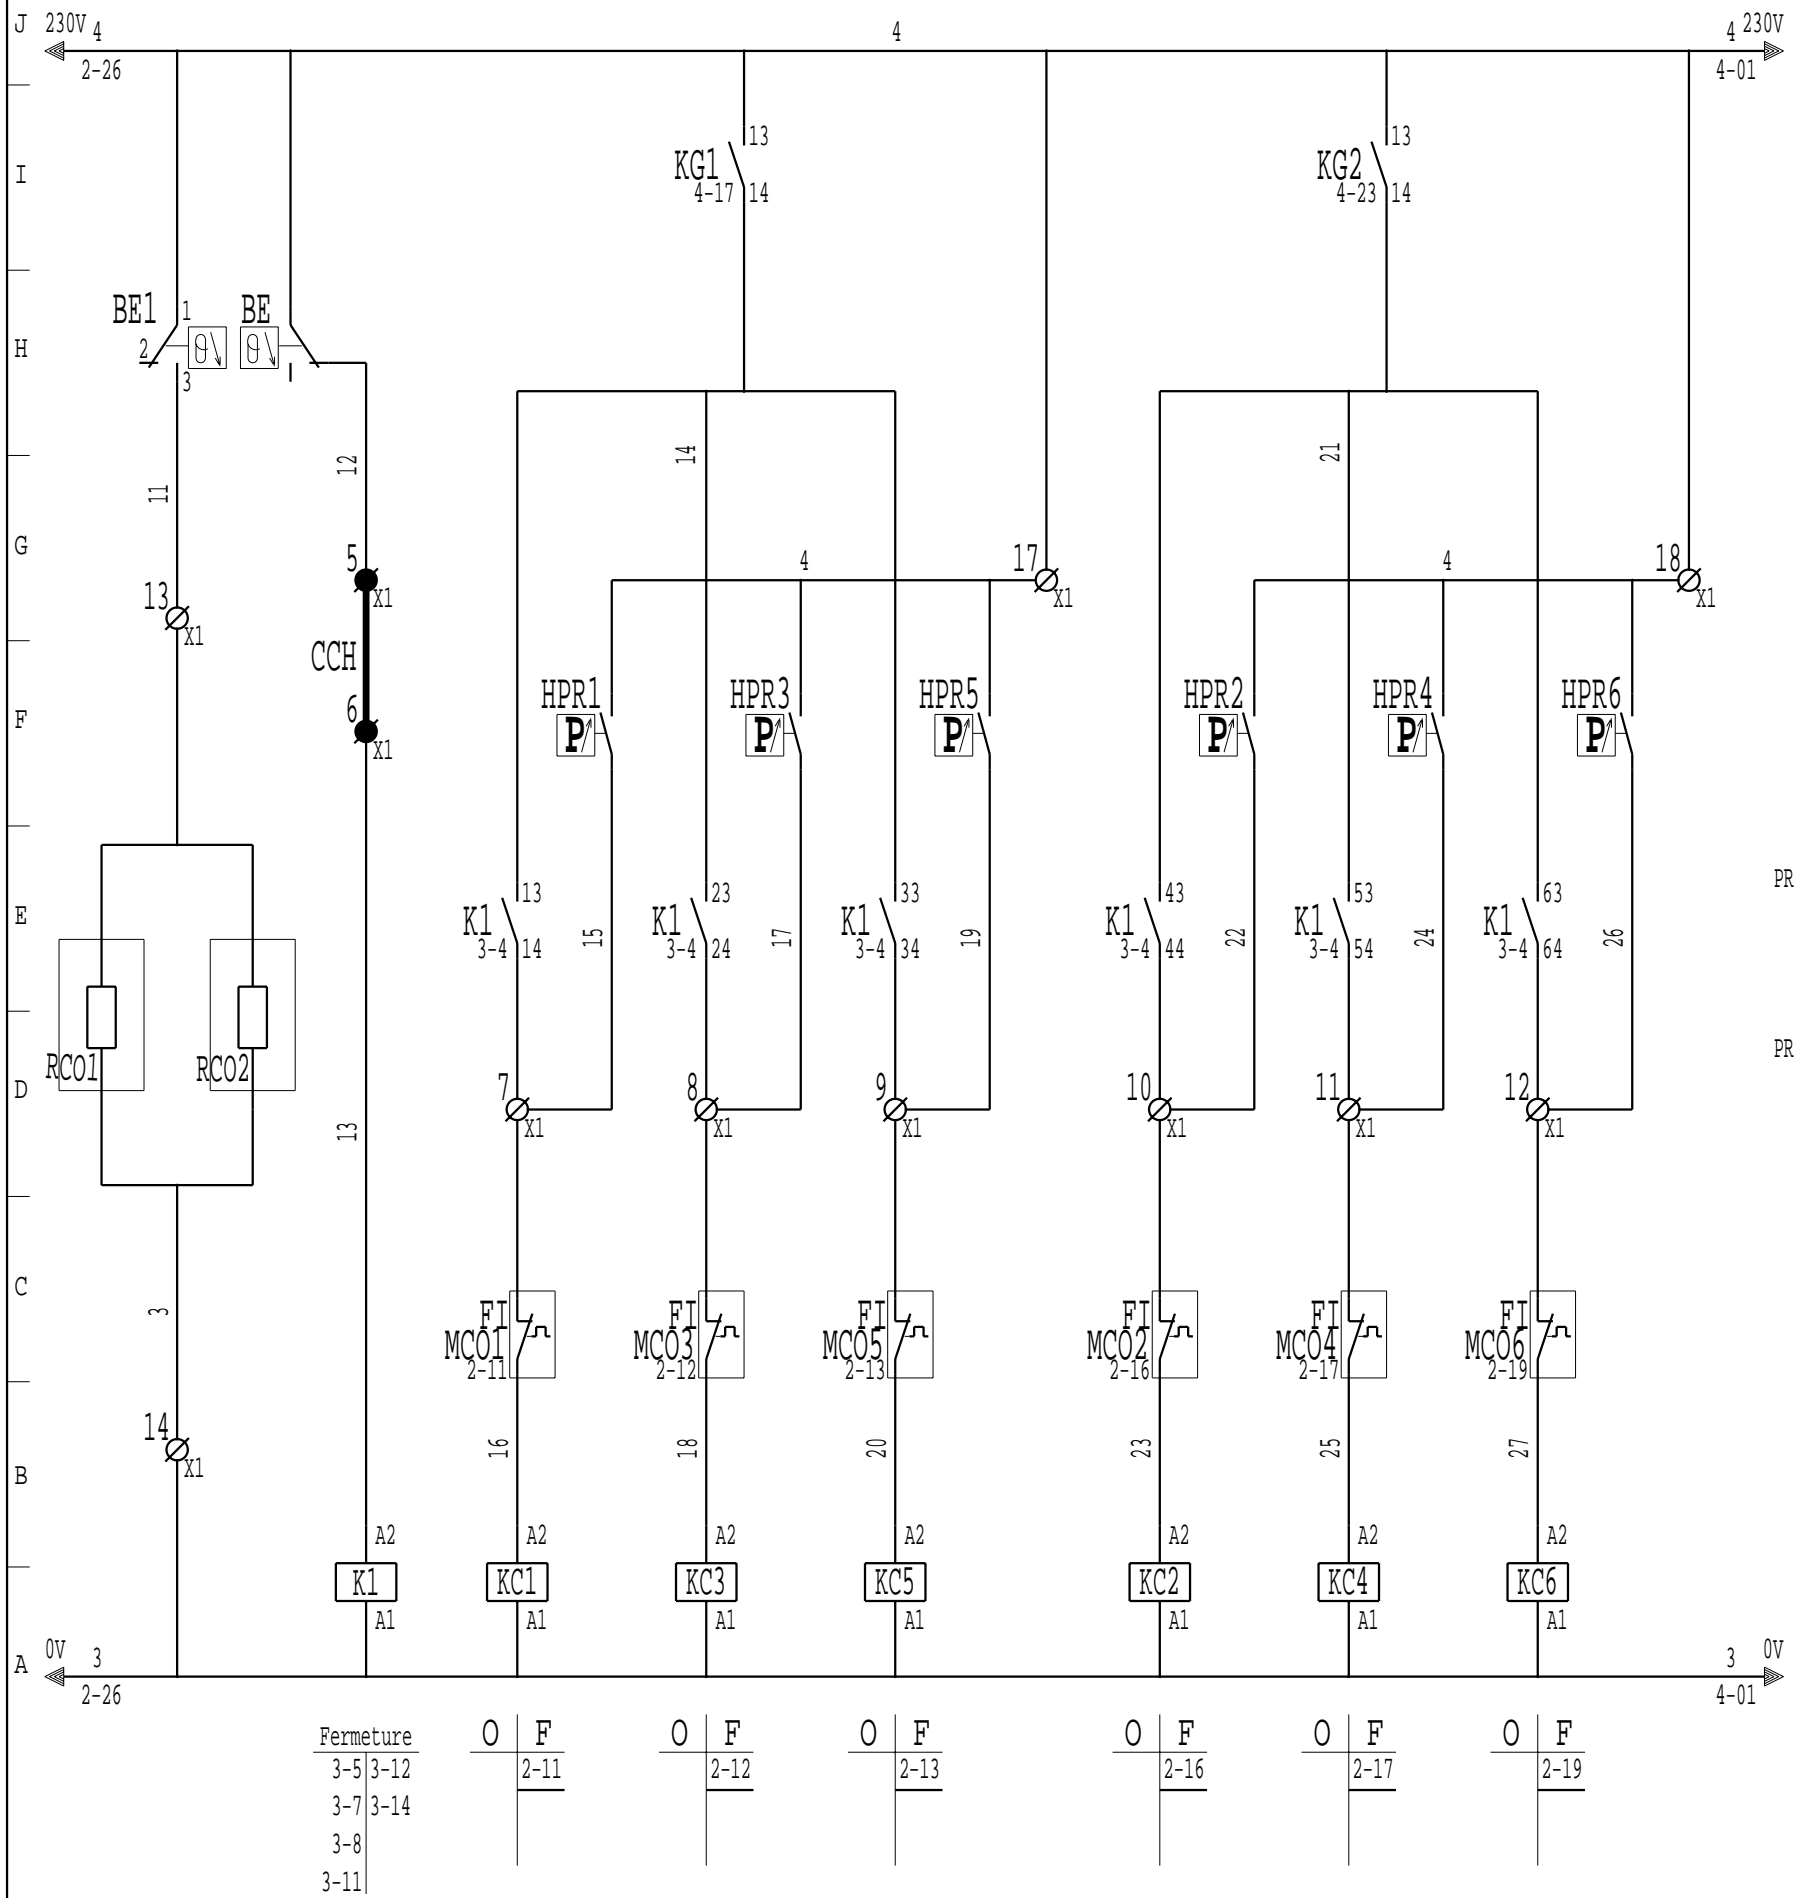 J 230V 4 4 4 230V
2-26 4-01
I
KG1 13 KG2 13
4-17 14 4-23 14
BE1 1 BE
H 2 θ θ
3
12 14 21
11
G 5 17 4 18 4
X1 X1 X1
13
X1
CCH
F 6
X1
HPR1 HPR3 HPR5 HPR2 HPR4 HPR6
P P P P P P
PR
13 23 33 43 53 63
E K1 K1 K1 K1 K1 K1
3-4 14 3-4 24 3-4 34 3-4 44 3-4 54 3-4 64
15 17 19 22 24 26
PR
RCO1 RCO2
D 7 8 9 10 11 12
X1 X1 X1 X1 X1 X1
13
C
3
FI FI FI FI FI FI
MCO1 MCO3 MCO5 MCO2 MCO4 MCO6
2-11 2-12 2-13 2-16 2-17 2-19
14
X1
B 16 18 20 23 25 27
A2 A2 A2 A2 A2 A2 A2
K1 KC1 KC3 KC5 KC2 KC4 KC6
A1 A1 A1 A1 A1 A1 A1
A 0V 3 3 0V
2-26 4-01
Fermeture O F O F O F O F O F O F
3-5 3-12 2-11 2-12 2-13 2-16 2-17 2-19
3-7 3-14
3-8
3-11